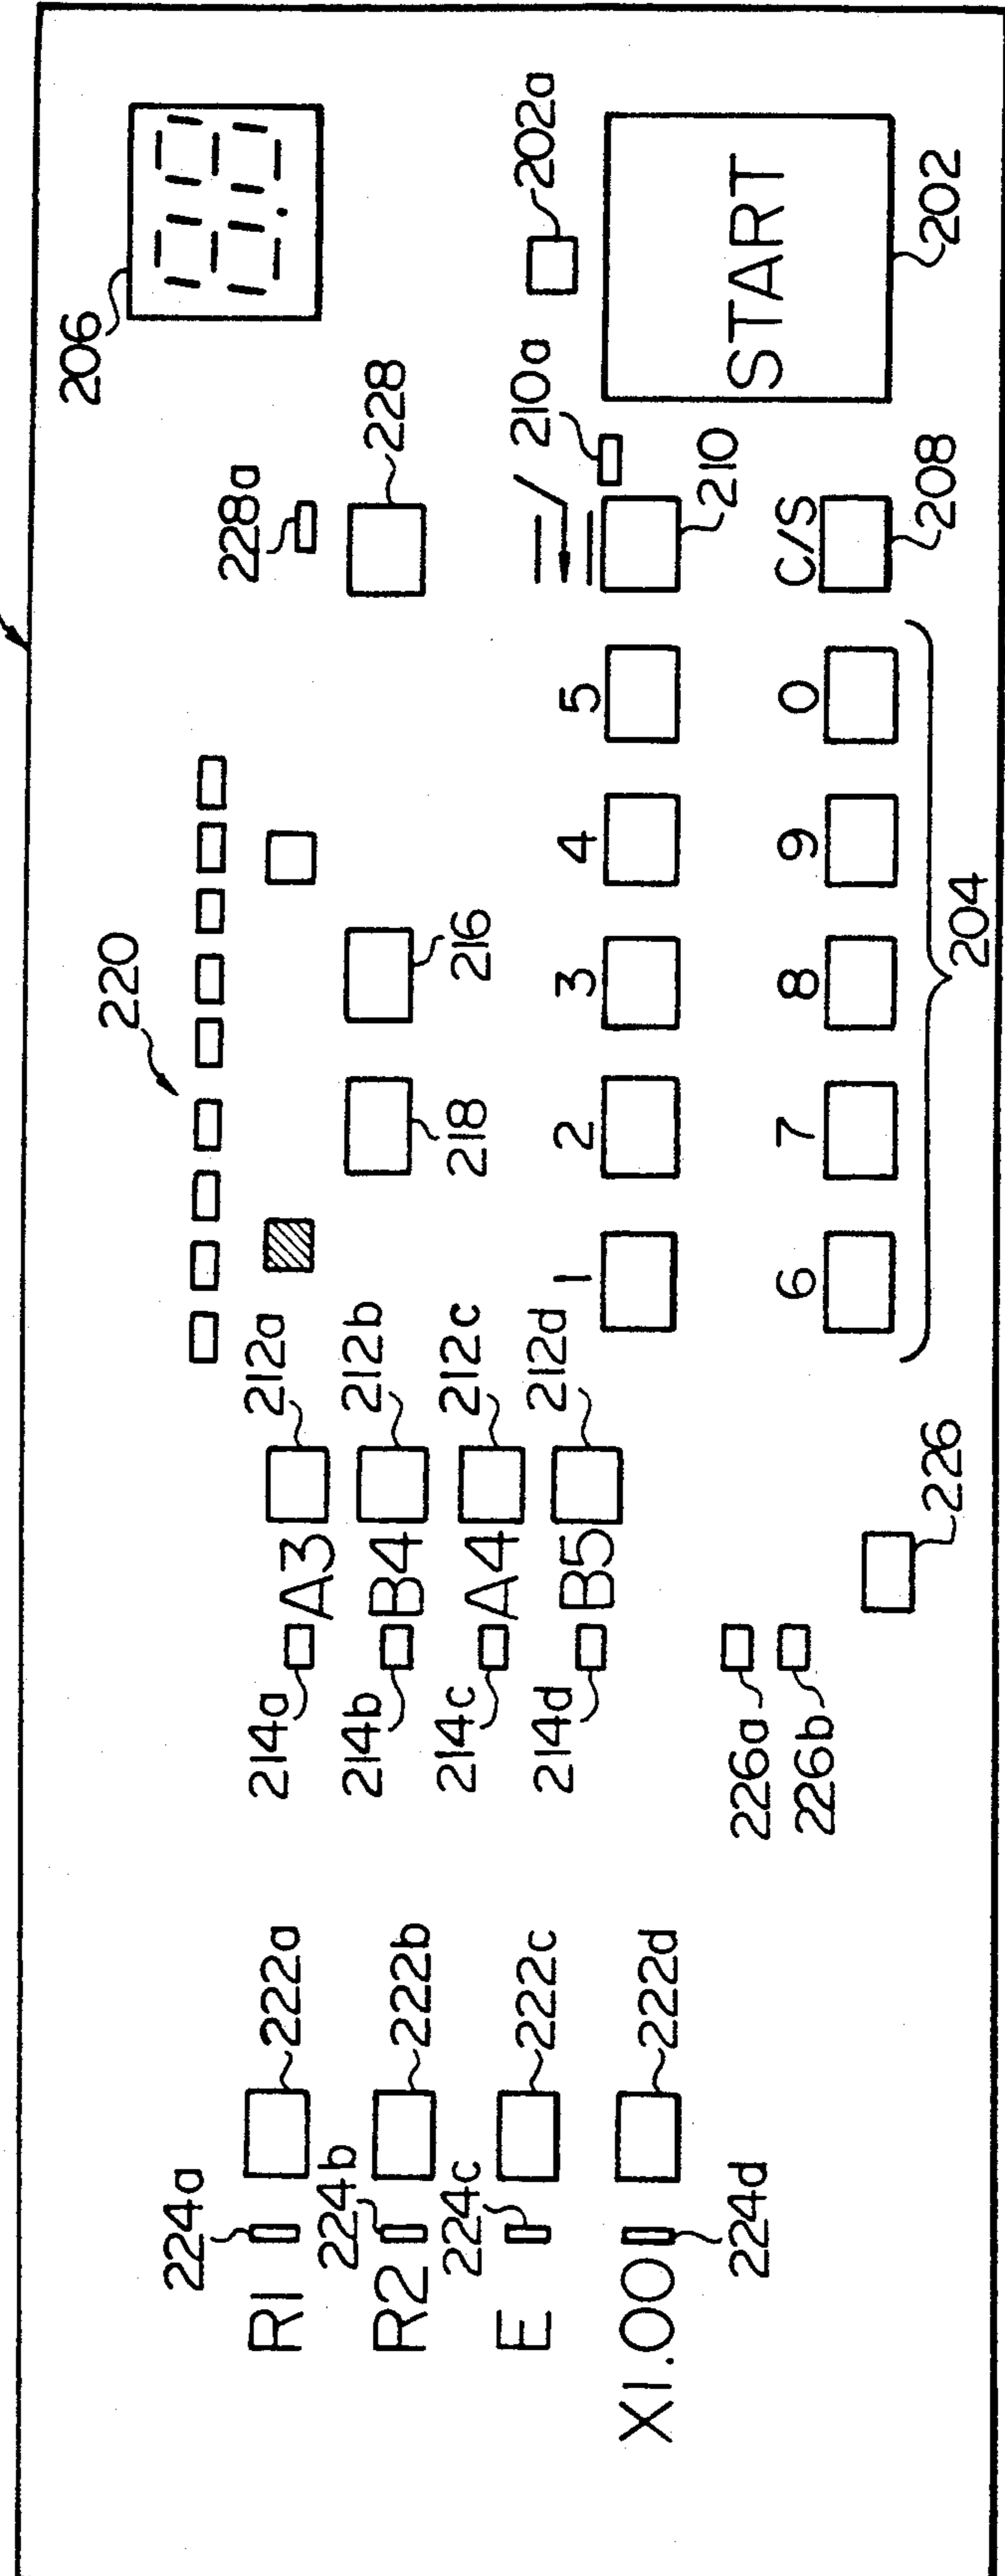 206
202a
START
202
228a
228
210a
210
C/S
208
220
216
218
1 2 3 4 5
6 7 8 9 0
204
212a
212b
212c
212d
A3
B4
A4
B5
214a
214b
214c
214d
226
226a
226b
222a
222b
222c
222d
224a
224b
224c
224d
R1
R2
E
X1.00